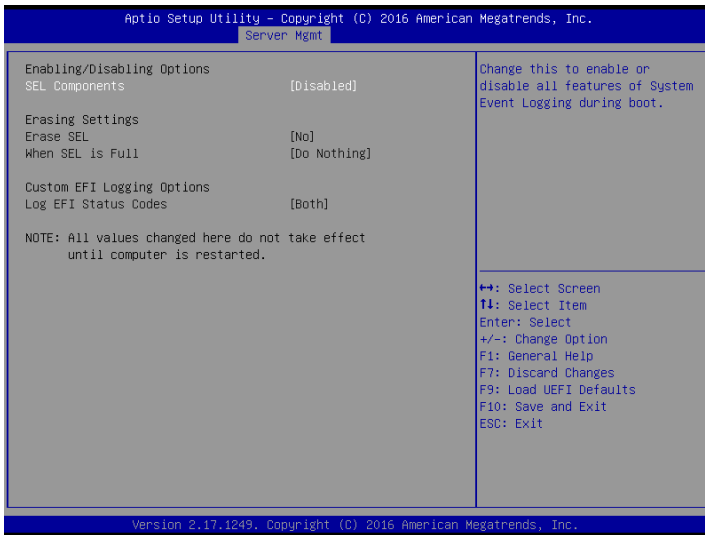 Aptio Setup Utility – Copyright (C) 2016 American Megatrends, Inc.
Server Mgmt
Enabling/Disabling Options
SEL Components [Disabled]
Erasing Settings
Erase SEL [No]
When SEL is Full [Do Nothing]
Custom EFI Logging Options
Log EFI Status Codes [Both]
NOTE: All values changed here do not take effect
until computer is restarted.
Change this to enable or
disable all features of System
Event Logging during boot.
↔: Select Screen
↑↓: Select Item
Enter: Select
+/-: Change Option
F1: General Help
F7: Discard Changes
F9: Load UEFI Defaults
F10: Save and Exit
ESC: Exit
Version 2.17.1249. Copyright (C) 2016 American Megatrends, Inc.